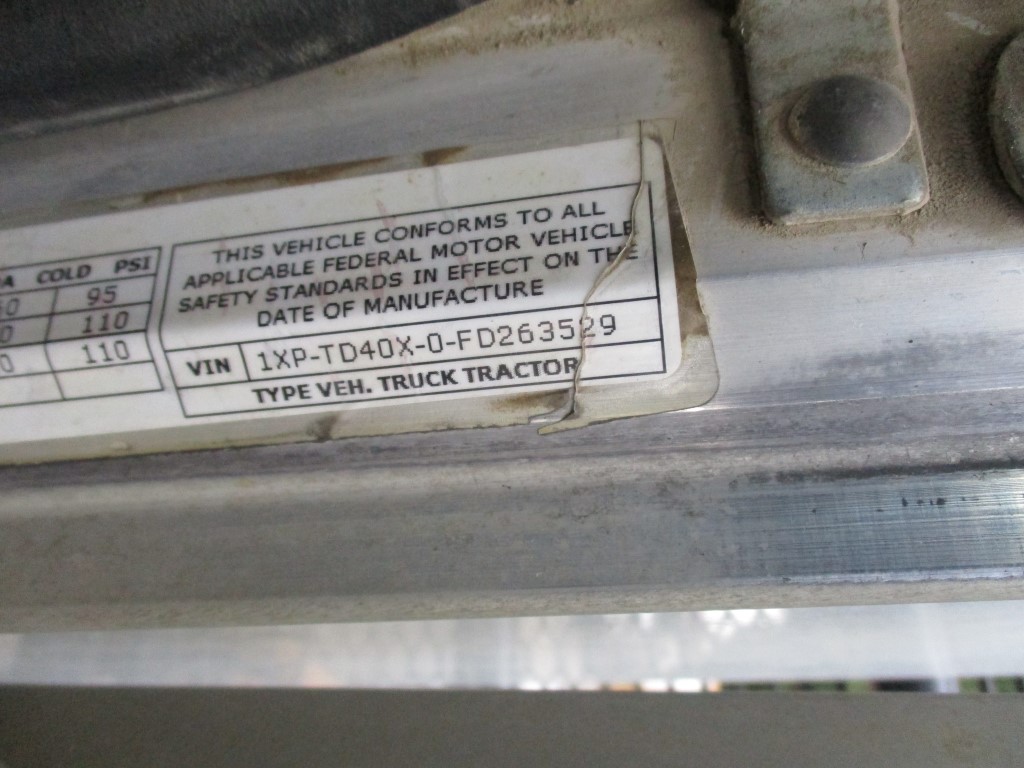 THIS VEHICLE CONFORMS TO ALL
APPLICABLE FEDERAL MOTOR VEHICLE
SAFETY STANDARDS IN EFFECT ON THE
DATE OF MANUFACTURE
VIN 1XP-TD40X-0-FD263529
TYPE VEH. TRUCK TRACTOR
COLD PSI
95
110
110